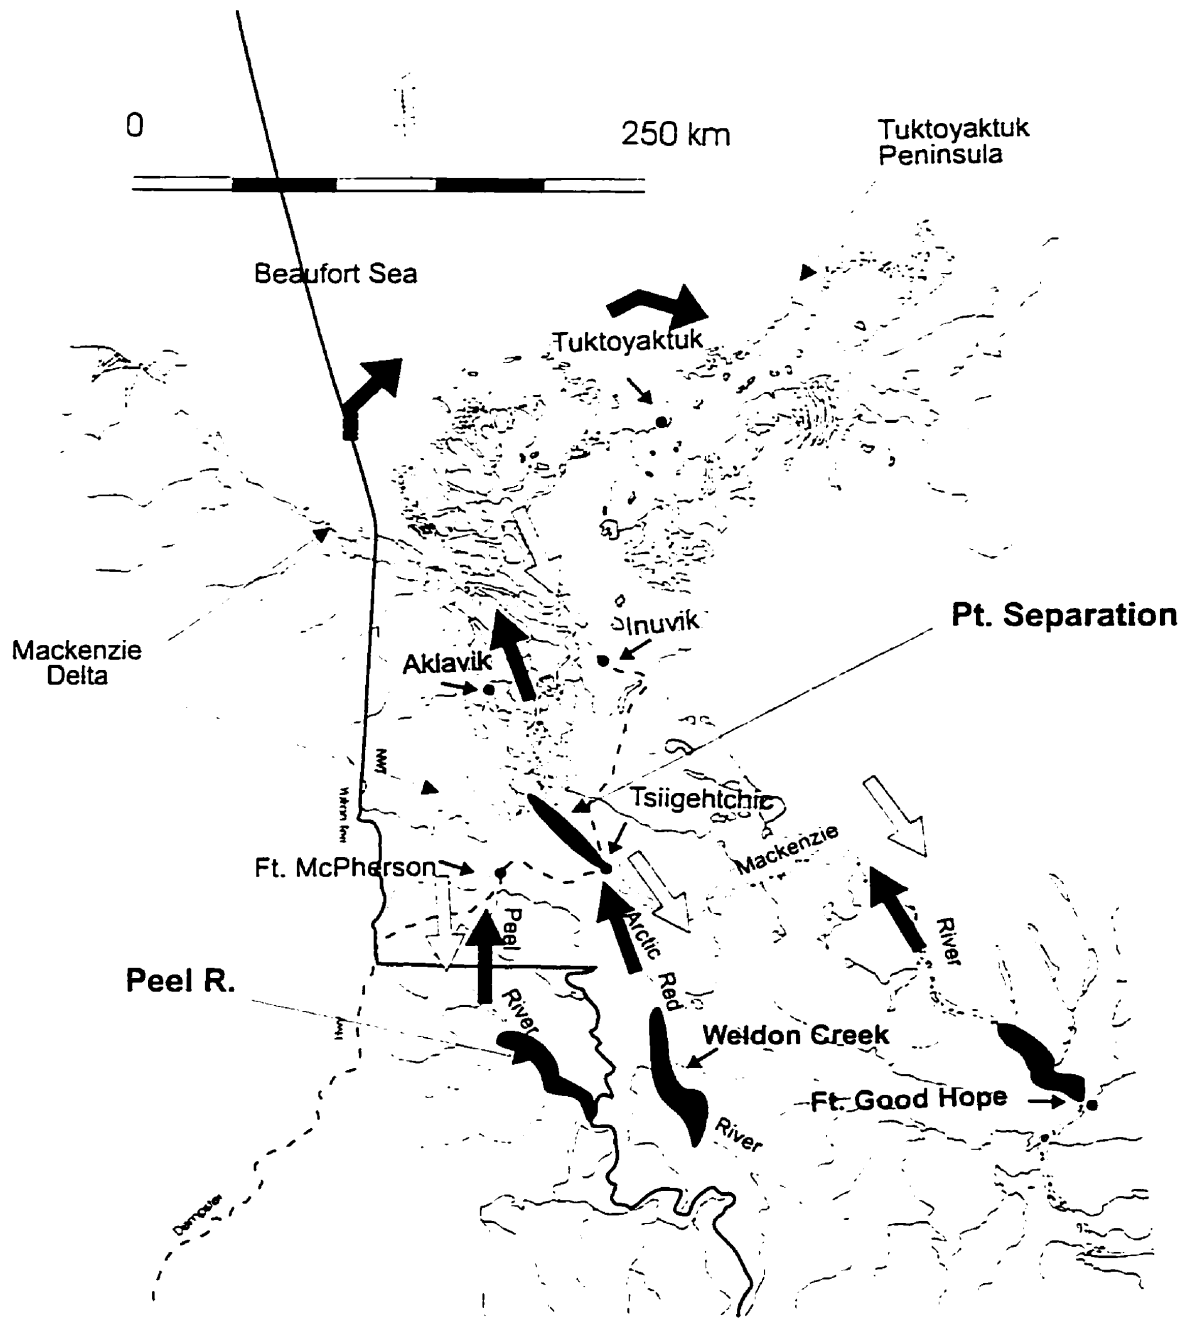 0
250 km
Tuktoyaktuk
Peninsula
Beaufort Sea
Tuktoyaktuk
Pt. Separation
Inuvik
Mackenzie
Delta
Aklavik
NWT
Tsiigehtchic
Mackenzie
Ft. McPherson
Peel
Arctic
Red
River
Peel R.
River
Weldon Creek
Ft. Good Hope
River